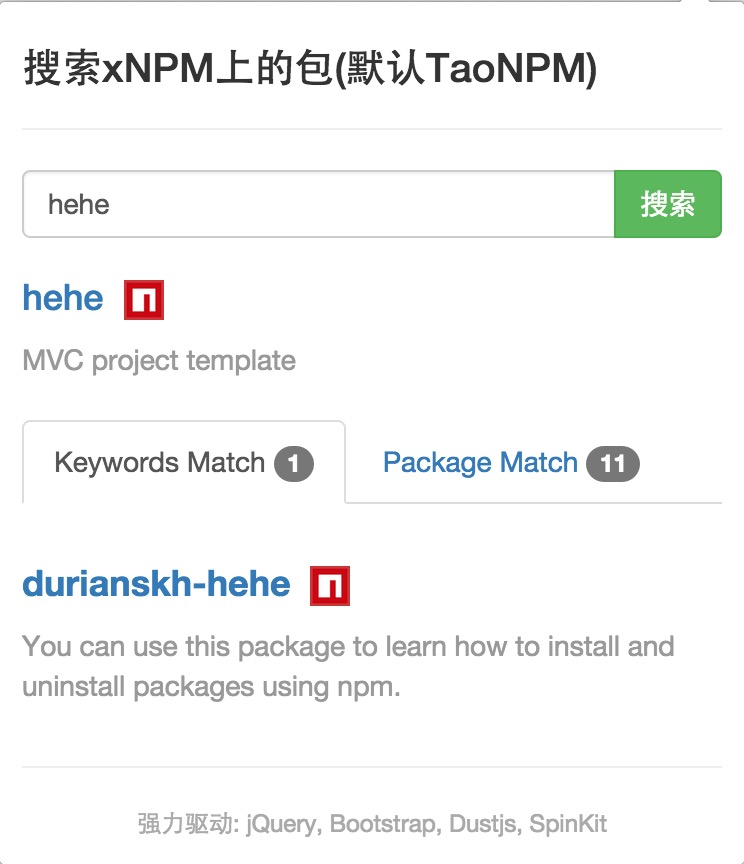 搜索xNPM上的包(默认TaoNPM)
hehe 搜索
hehe
MVC project template
Keywords Match 1 Package Match 11
durianskh-hehe
You can use this package to learn how to install and
uninstall packages using npm.
强力驱动: jQuery, Bootstrap, Dustjs, SpinKit